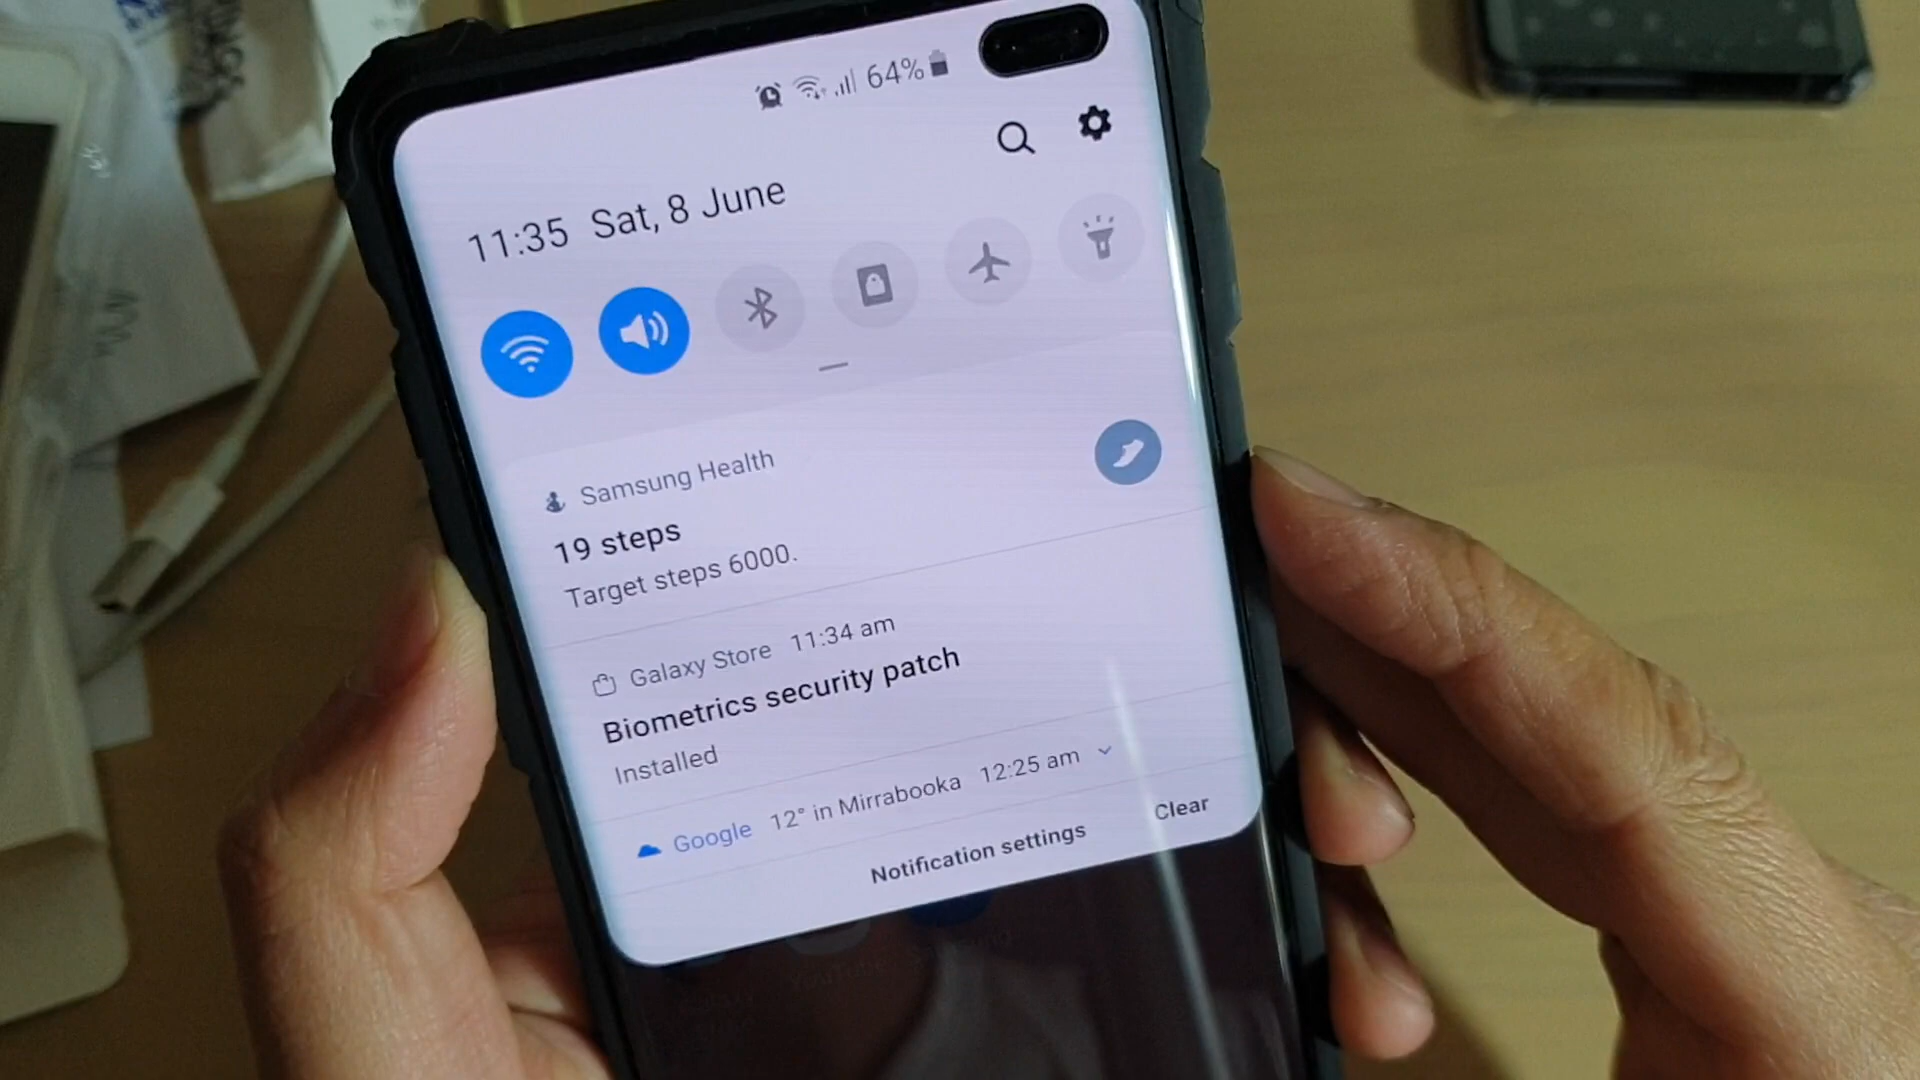 64%
11:35 Sat, 8 June
Samsung Health
19 steps
Target steps 6000.
Galaxy Store 11:34 am
Biometrics security patch
Installed
Google 12° in Mirrabooka 12:25 am
Notification settings Clear